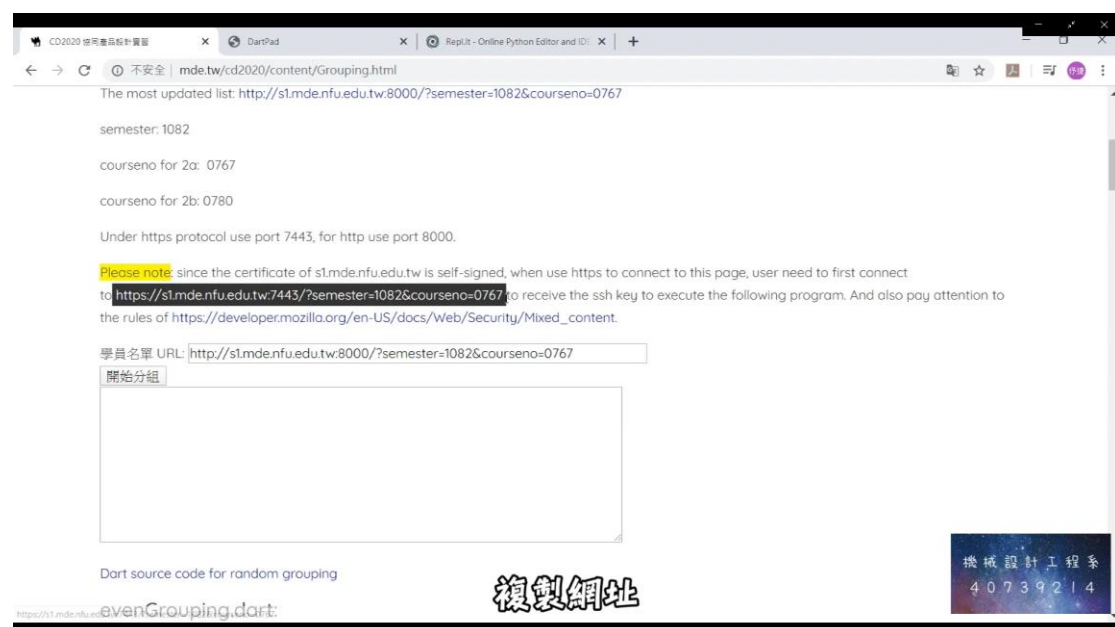 CD2020 協同產品設計實習
DartPad
Repl.it - Online Python Editor and IDE
不安全 | mde.tw/cd2020/content/Grouping.html
The most updated list: http://s1.mde.nfu.edu.tw:8000/?semester=1082&courseno=0767
semester: 1082
courseno for 2a: 0767
courseno for 2b: 0780
Under https protocol use port 7443, for http use port 8000.
Please note: since the certificate of s1.mde.nfu.edu.tw is self-signed, when use https to connect to this page, user need to first connect
to https://s1.mde.nfu.edu.tw:7443/?semester=1082&courseno=0767 to receive the ssh key to execute the following program. And also pay attention to
the rules of https://developer.mozilla.org/en-US/docs/Web/Security/Mixed_content.
學員名單 URL: http://s1.mde.nfu.edu.tw:8000/?semester=1082&courseno=0767
開始分組
Dart source code for random grouping
複製網址
機械設計工程系
40739214
evenGrouping.dart: